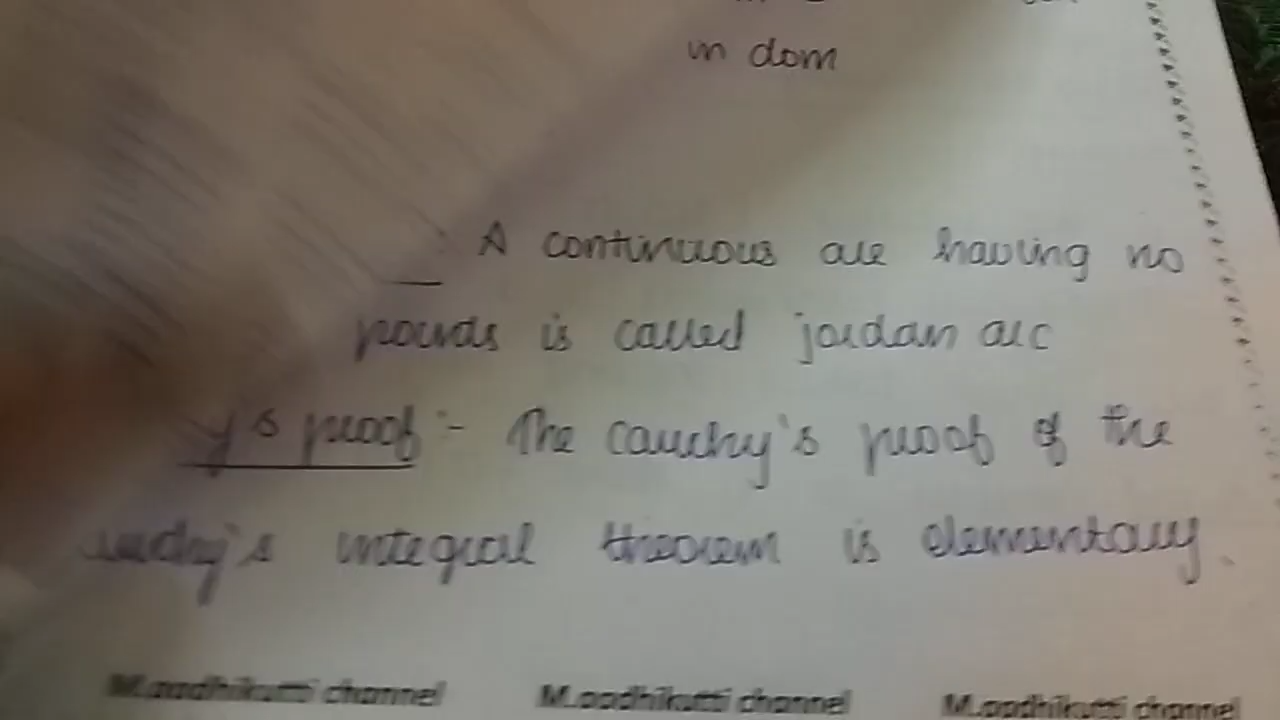 in dom
A continuous arc having no
points is called jordan arc
y's proof :- The cauchy's proof of the
auchy's integral theorem is elementary.
M.aadhikutti channel M.aadhikutti channel M.aadhikutti channel